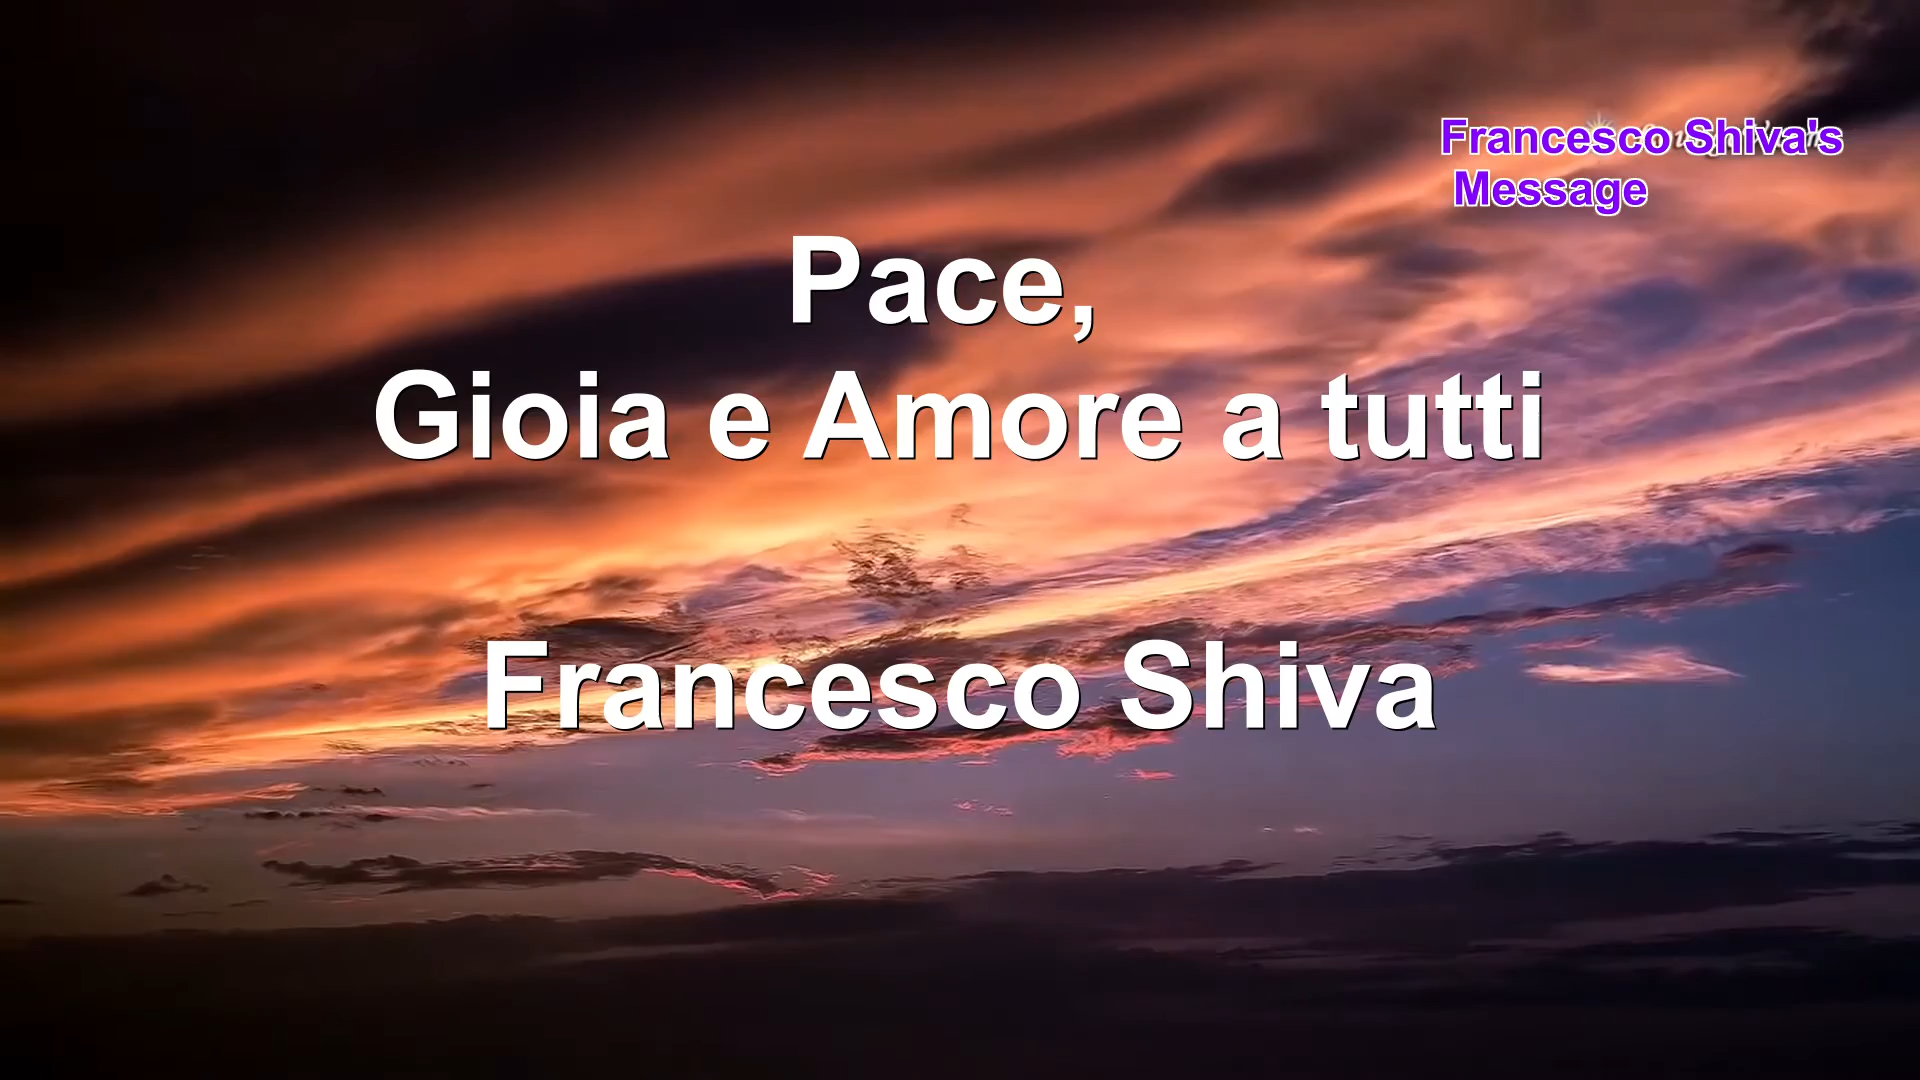 Francesco Shiva's
Message
Pace,
Gioia e Amore a tutti
Francesco Shiva